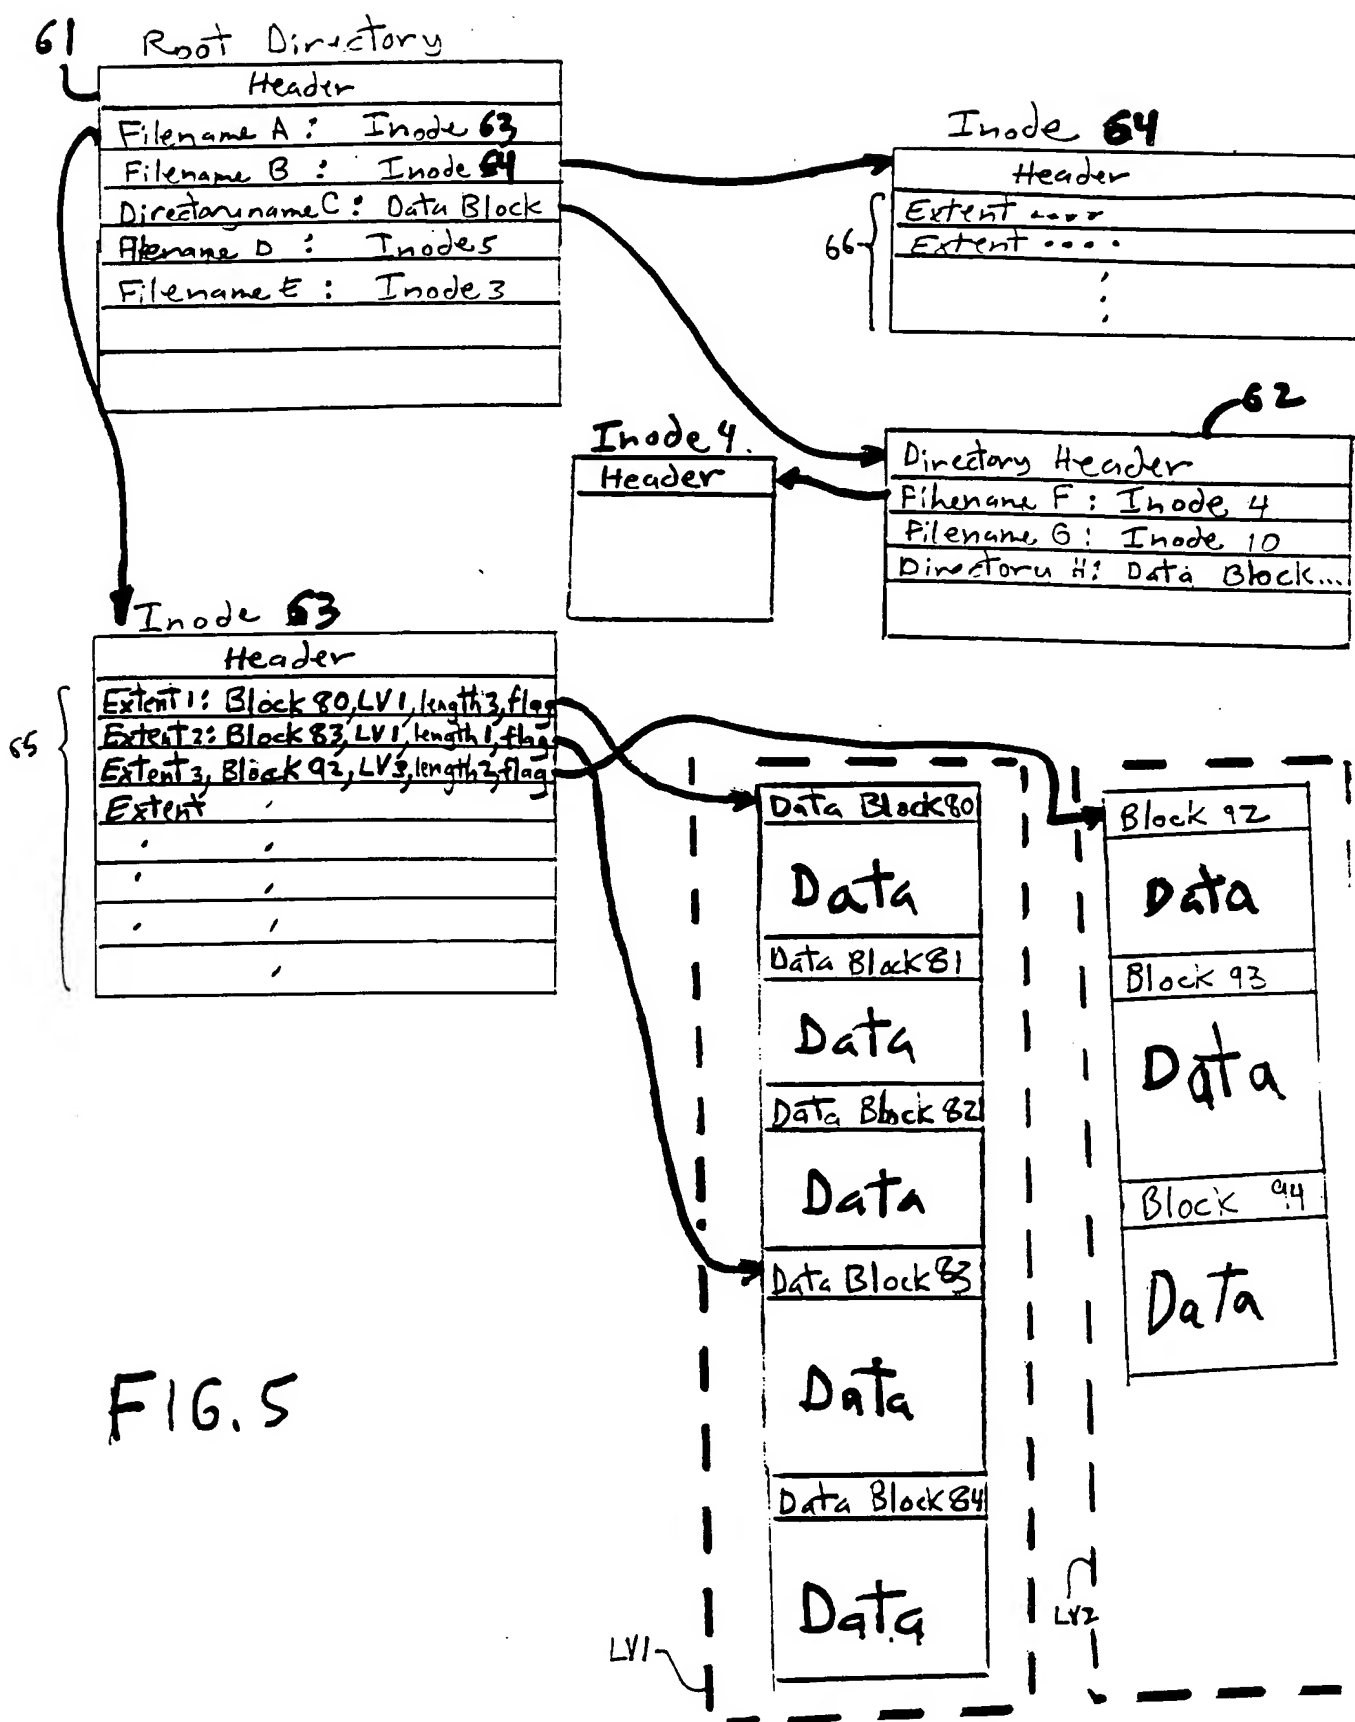 61 Root Directory
Header
Filename A : Inode 63
Filename B : Inode 64
Directoryname C : Data Block
Filename D : Inode 5
Filename E : Inode 3
Inode 64
Header
66
Extent ....
Extent ....
62
Directory Header
Filename F : Inode 4
Filename G : Inode 10
Directory H: Data Block...
Inode 4.
Header
Inode 63
Header
65
Extent 1: Block 80, LV1, length 3, flag
Extent 2: Block 83, LV1, length 1, flag
Extent 3, Block 92, LV3, length 2, flag
Extent
Data Block 80
Data
Data Block 81
Data
Data Block 82
Data
Data Block 83
Data
Data Block 84
Data
LV1
Block 92
Data
Block 93
Data
Block 94
Data
LV2
FIG. 5